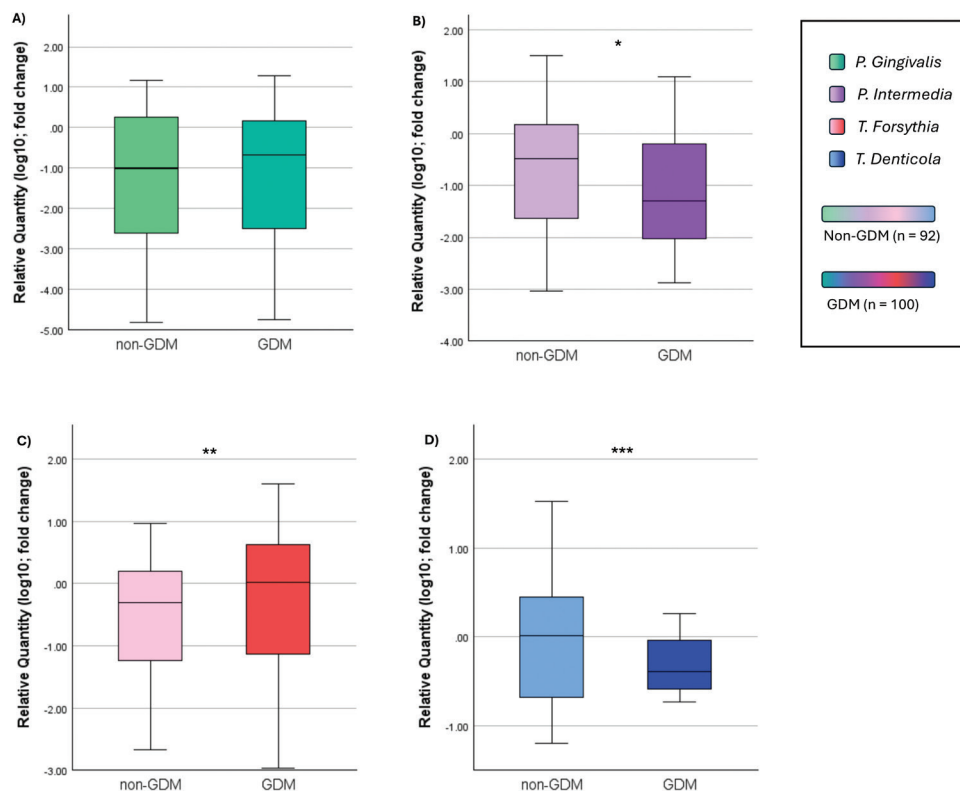 A)
Relative Quantity (log10; fold change)
2.00
1.00
.00
-1.00
-2.00
-3.00
-4.00
-5.00
non-GDM GDM
B)
*
Relative Quantity (log10; fold change)
2.00
1.00
.00
-1.00
-2.00
-3.00
-4.00
non-GDM GDM
P. Gingivalis
P. Intermedia
T. Forsythia
T. Denticola
Non-GDM (n = 92)
GDM (n = 100)
C)
**
Relative Quantity (log10; fold change)
2.00
1.00
.00
-1.00
-2.00
-3.00
non-GDM GDM
D)
***
Relative Quantity (log10; fold change)
2.00
1.00
.00
-1.00
non-GDM GDM